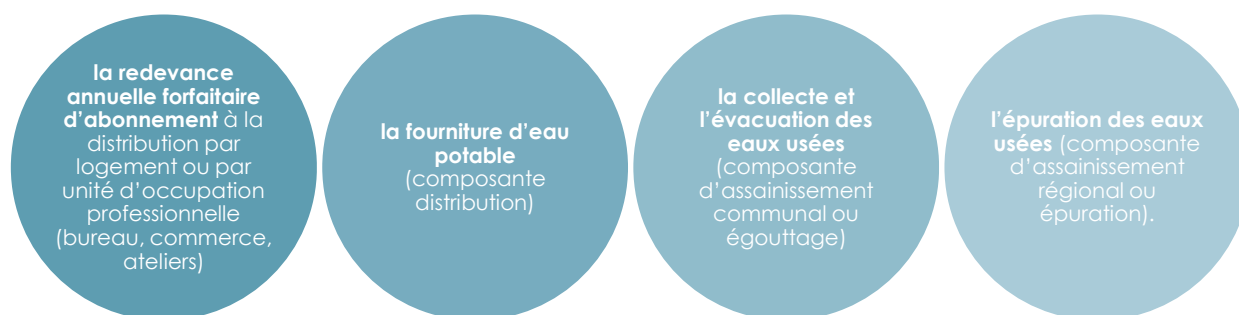 la redevance
annuelle forfaitaire
d'abonnement à la
distribution par
logement ou par
unité d'occupation
professionnelle
(bureau, commerce,
ateliers)
la fourniture d'eau
potable
(composante
distribution)
la collecte et
l'évacuation des
eaux usées
(composante
d'assainissement
communal ou
égouttage)
l'épuration des eaux
usées (composante
d'assainissement
régional ou
épuration).